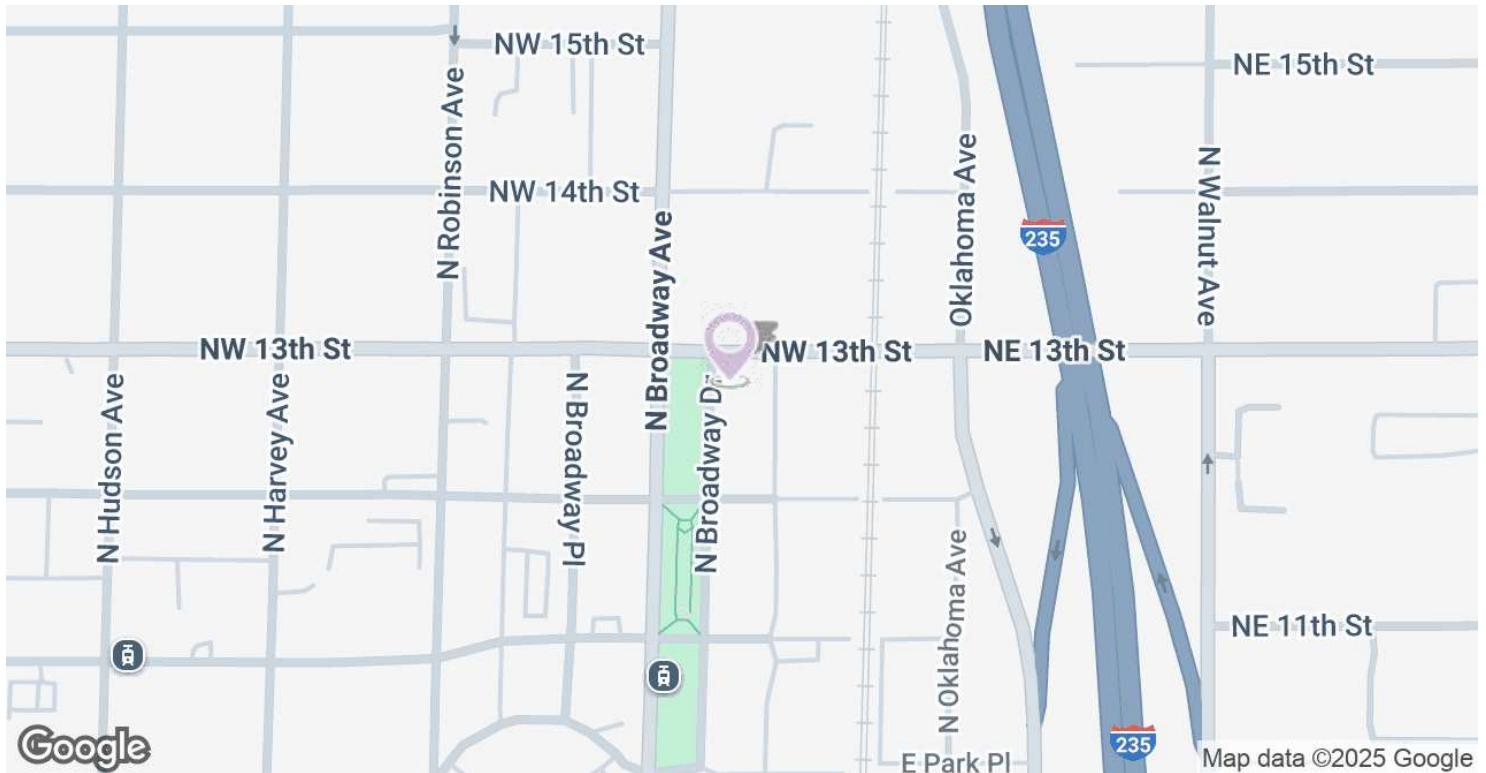 NW 15th St
NE 15th St
N Robinson Ave
NW 14th St
N Broadway Ave
Oklahoma Ave
235
N Walnut Ave
NW 13th St
NW 13th St
NE 13th St
N Hudson Ave
N Harvey Ave
N Broadway Pl
N Broadway D
N Oklahoma Ave
NE 11th St
235
E Park Pl
Google
Map data ©2025 Google